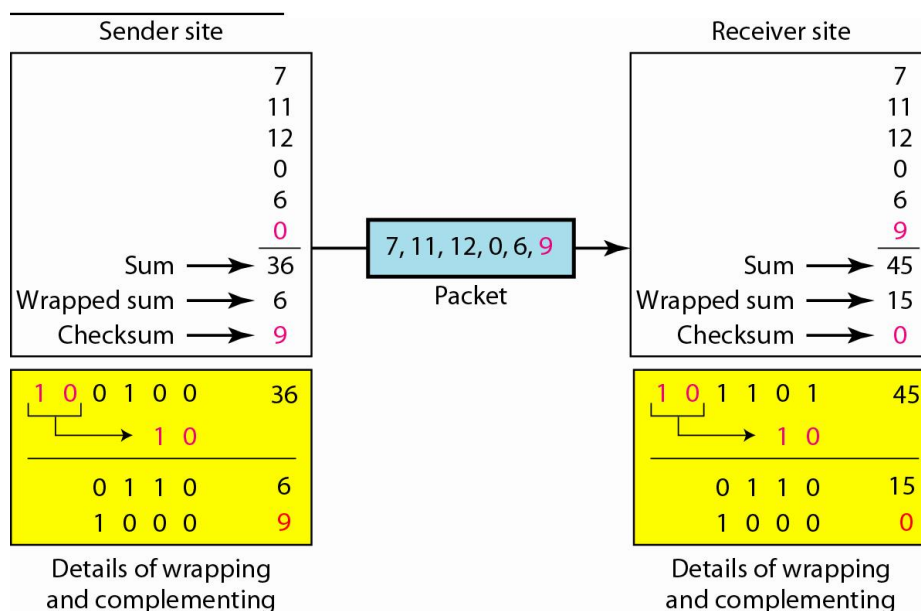 Sender site
7
11
12
0
6
0
Sum 36
Wrapped sum 6
Checksum 9
1 0 0 1 0 0 36
1 0
0 1 1 0 6
1 0 0 0 9
Details of wrapping
and complementing
7, 11, 12, 0, 6, 9
Packet
Receiver site
7
11
12
0
6
9
Sum 45
Wrapped sum 15
Checksum 0
1 0 1 1 0 1 45
1 0
0 1 1 0 15
1 0 0 0 0
Details of wrapping
and complementing